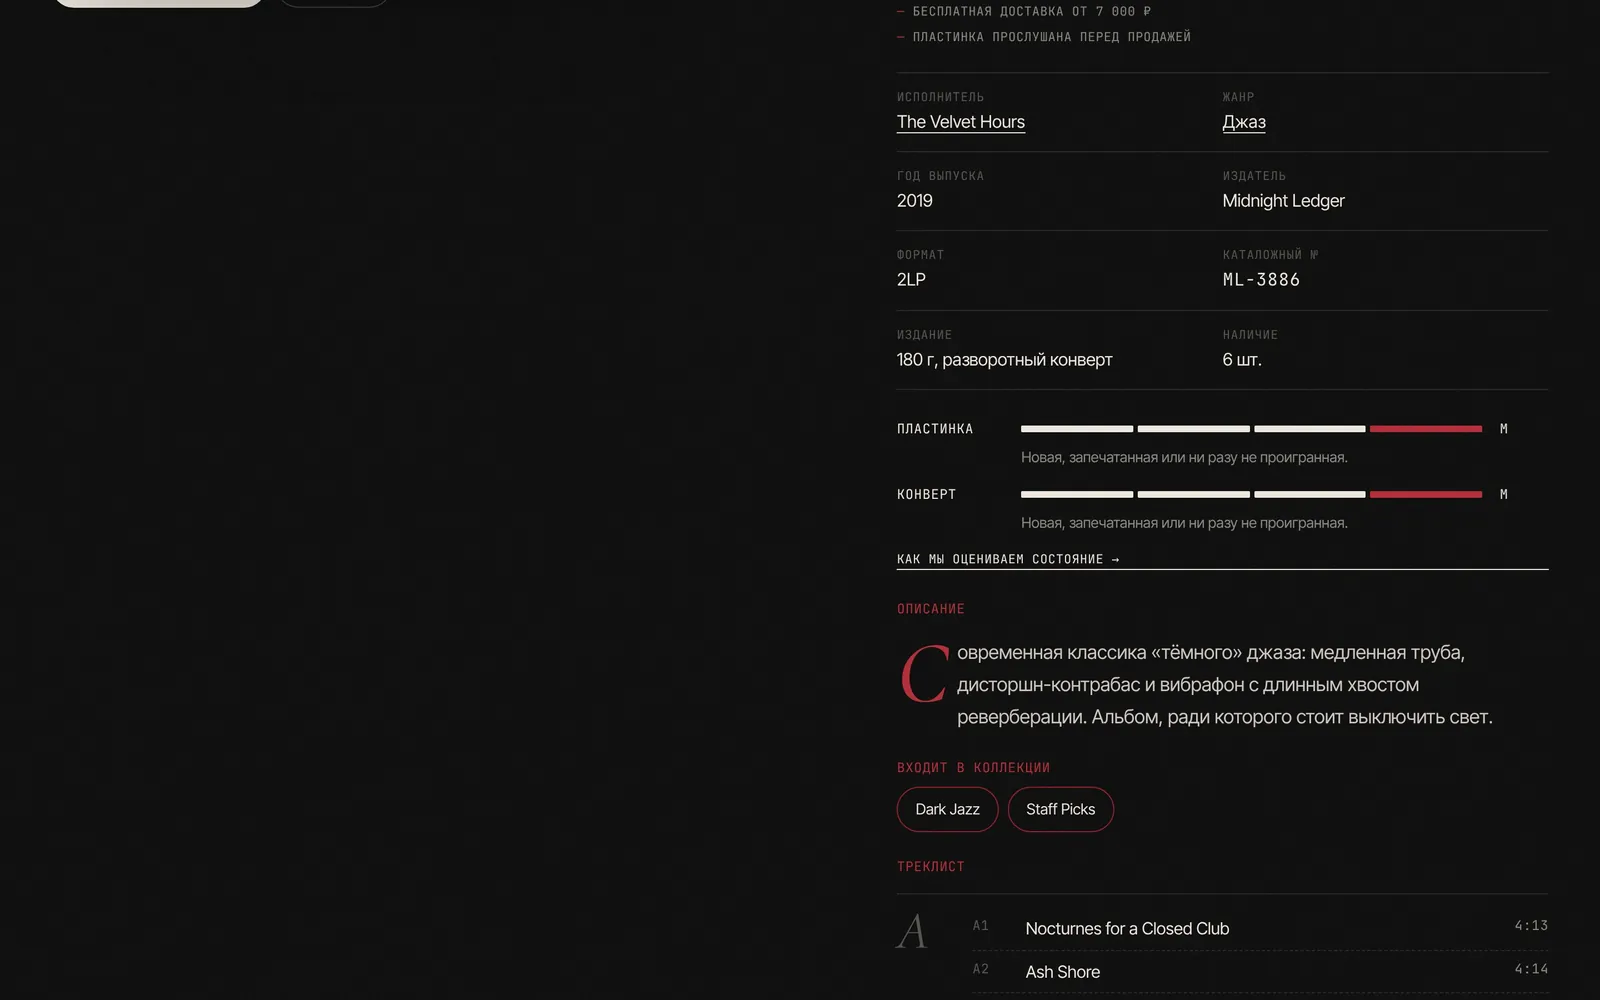 — БЕСПЛАТНАЯ ДОСТАВКА ОТ 7 000 ₽
— ПЛАСТИНКА ПРОСЛУШАНА ПЕРЕД ПРОДАЖЕЙ
ИСПОЛНИТЕЛЬ
The Velvet Hours
ЖАНР
Джаз
ГОД ВЫПУСКА
2019
ИЗДАТЕЛЬ
Midnight Ledger
ФОРМАТ
2LP
КАТАЛОЖНЫЙ №
ML-3886
ИЗДАНИЕ
180 г, разворотный конверт
НАЛИЧИЕ
6 шт.
ПЛАСТИНКА M
Новая, запечатанная или ни разу не проигранная.
КОНВЕРТ M
Новая, запечатанная или ни разу не проигранная.
КАК МЫ ОЦЕНИВАЕМ СОСТОЯНИЕ →
ОПИСАНИЕ
Современная классика «тёмного» джаза: медленная труба,
дисторшн-контрабас и вибрафон с длинным хвостом
реверберации. Альбом, ради которого стоит выключить свет.
ВХОДИТ В КОЛЛЕКЦИИ
Dark Jazz Staff Picks
ТРЕКЛИСТ
A
A1 Nocturnes for a Closed Club 4:13
A2 Ash Shore 4:14